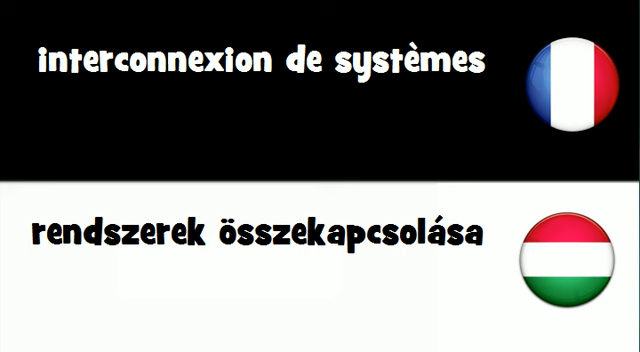 interconnexion de systèmes
rendszerek összekapcsolása